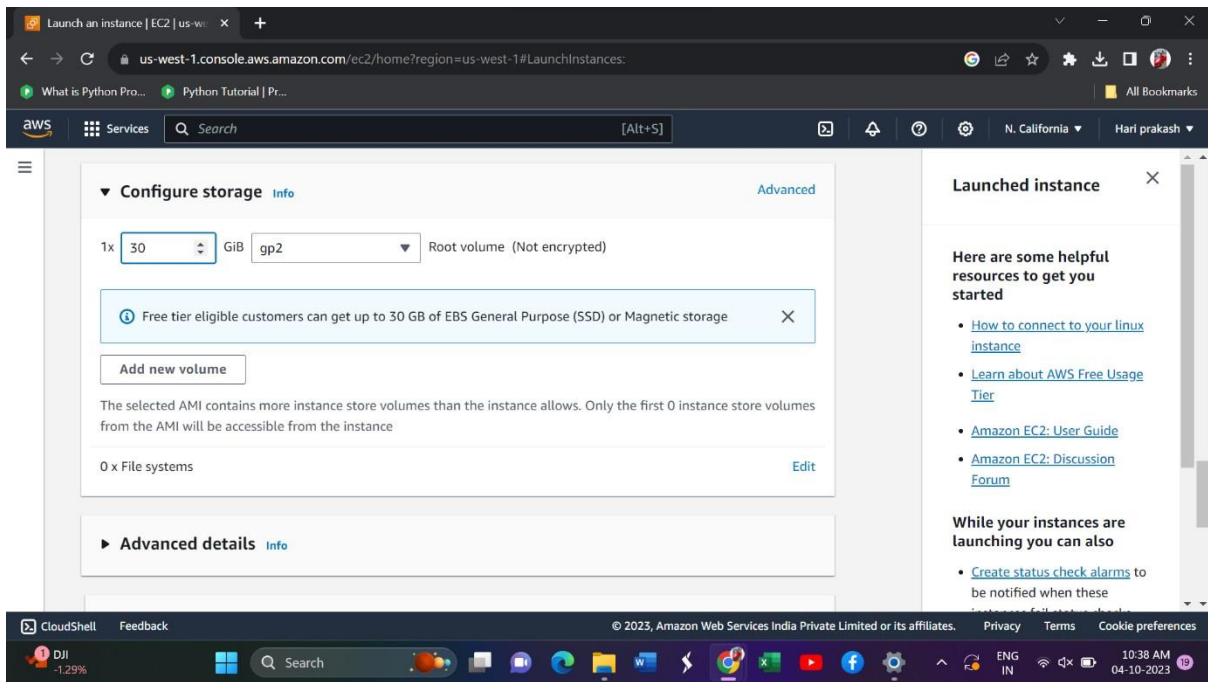 Launch an instance | EC2 | us-we
us-west-1.console.aws.amazon.com/ec2/home?region=us-west-1#LaunchInstances:
What is Python Pro...
Python Tutorial | Pr...
All Bookmarks
aws
Services
Search
[Alt+S]
N. California
Hari prakash
Configure storage Info
Advanced
1x 30 GiB gp2 Root volume (Not encrypted)
Free tier eligible customers can get up to 30 GB of EBS General Purpose (SSD) or Magnetic storage
Add new volume
The selected AMI contains more instance store volumes than the instance allows. Only the first 0 instance store volumes
from the AMI will be accessible from the instance
0 x File systems
Edit
Advanced details Info
Launched instance
Here are some helpful
resources to get you
started
How to connect to your linux
instance
Learn about AWS Free Usage
Tier
Amazon EC2: User Guide
Amazon EC2: Discussion
Forum
While your instances are
launching you can also
Create status check alarms to
be notified when these
instances fail status checks
CloudShell
Feedback
© 2023, Amazon Web Services India Private Limited or its affiliates.
Privacy
Terms
Cookie preferences
1
DJI
-1.29%
Search
ENG
IN
10:38 AM
04-10-2023
19